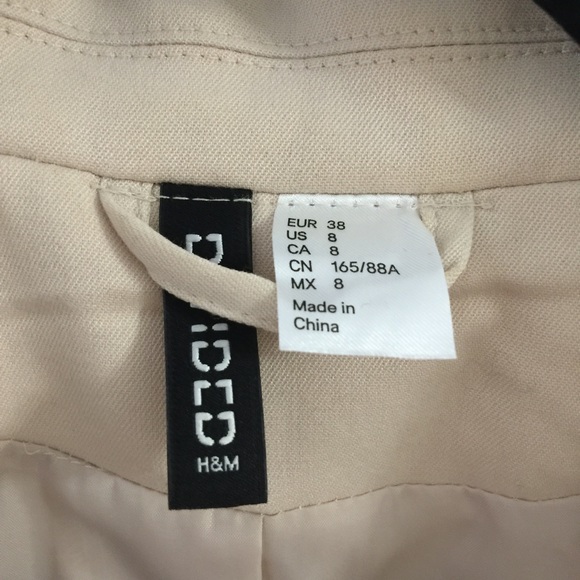 H&M
EUR 38
US 8
CA 8
CN 165/88A
MX 8
Made in
China